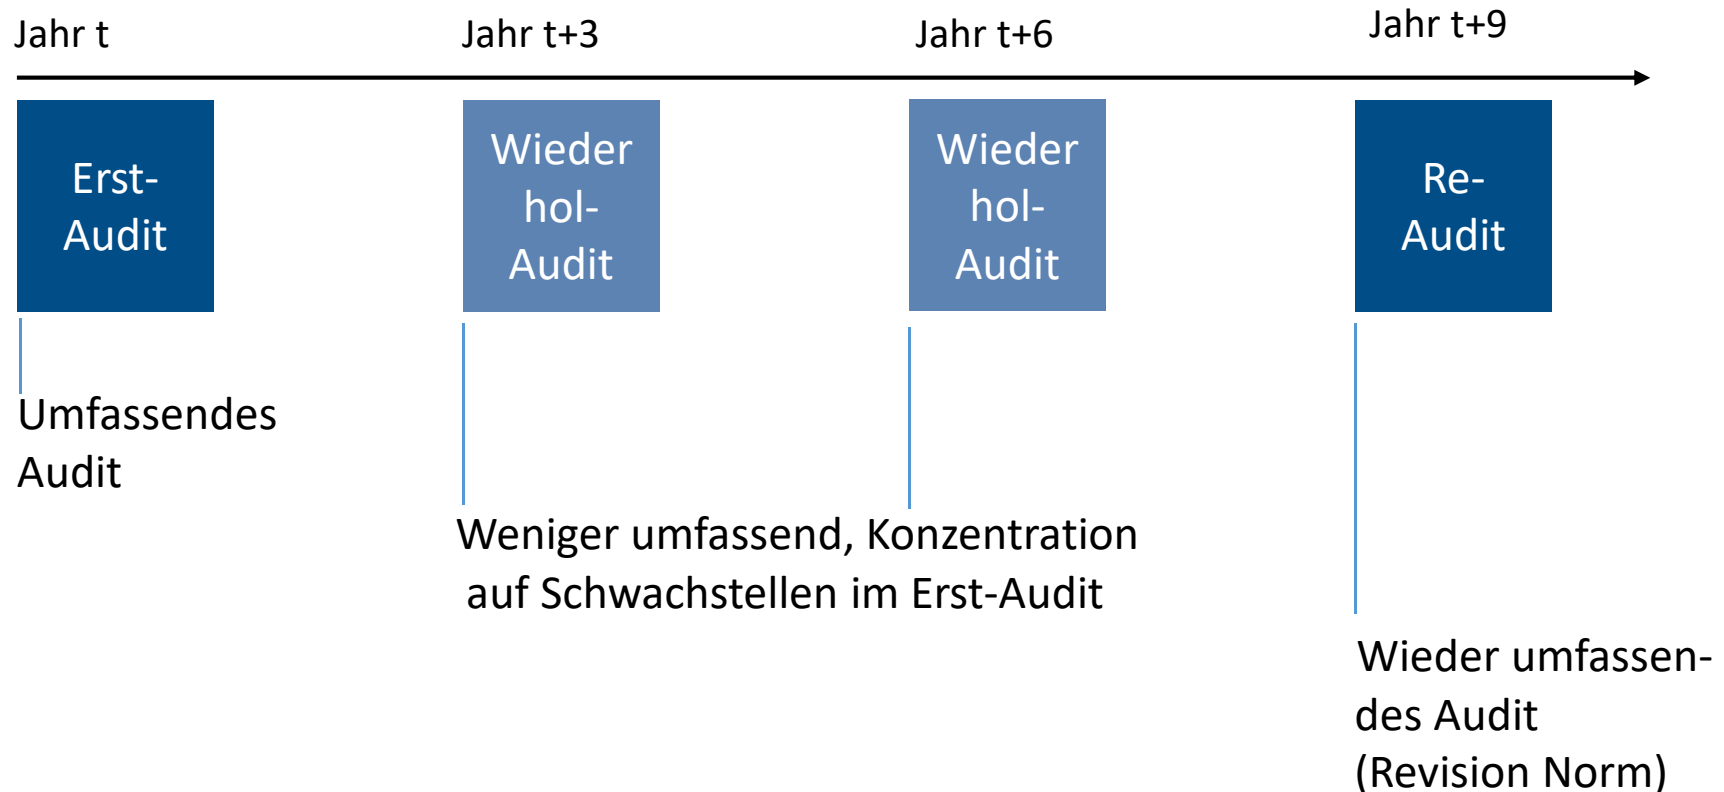 Jahr t
Jahr t+3
Jahr t+6
Jahr t+9
Erst-
Audit
Wieder
hol-
Audit
Wieder
hol-
Audit
Re-
Audit
Umfassendes
Audit
Weniger umfassend, Konzentration
auf Schwachstellen im Erst-Audit
Wieder umfassen-
des Audit
(Revision Norm)